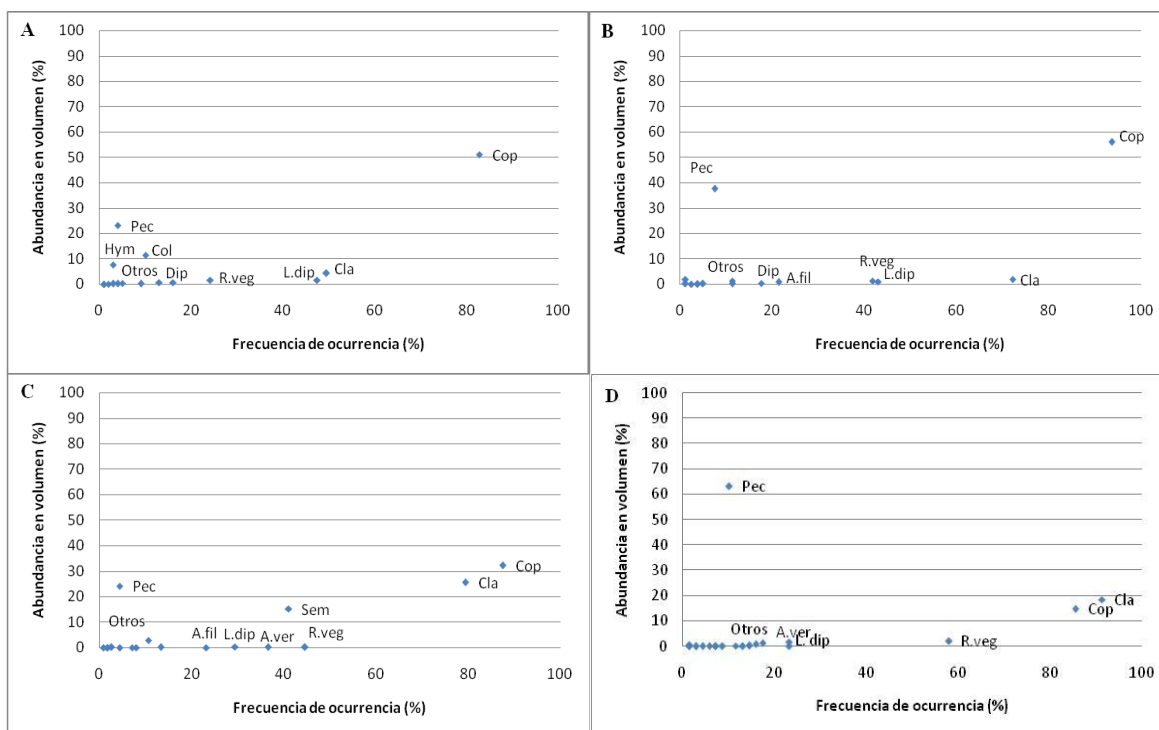 A
Abundancia en volumen (%)
100
90
80
70
60
50
40
30
20
10
0
Cop
Pec
Hym
Col
Otros
Dip
R.veg
L.dip
Cla
0 20 40 60 80 100
Frecuencia de ocurrencia (%)
B
Abundancia en volumen (%)
100
90
80
70
60
50
40
30
20
10
0
Cop
Pec
R.veg
Otros
Dip
A.fil
L.dip
Cla
0 20 40 60 80 100
Frecuencia de ocurrencia (%)
C
Abundancia en volumen (%)
100
90
80
70
60
50
40
30
20
10
0
Cop
Cla
Pec
Sem
Otros
A.fil
L.dip
A.ver
R.veg
0 20 40 60 80 100
Frecuencia de ocurrencia (%)
D
Abundancia en volumen (%)
100
90
80
70
60
50
40
30
20
10
0
Pec
Cla
Cop
Otros
A.ver
L.dip
R.veg
0 20 40 60 80 100
Frecuencia de ocurrencia (%)